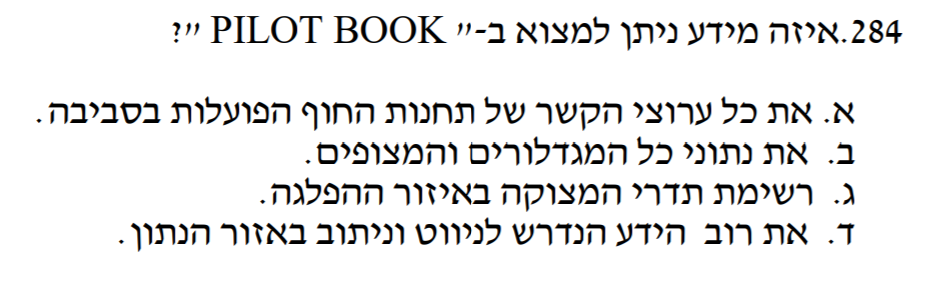 284.איזה מידע ניתן למצוא ב-״ PILOT BOOK ״?
א. את כל ערוצי הקשר של תחנות החוף הפועלות בסביבה.
ב. את נתוני כל המגדלורים והמצופים.
ג. רשימת תדרי המצוקה באיזור ההפלגה.
ד. את רוב הידע הנדרש לניווט וניתוב באזור הנתון.